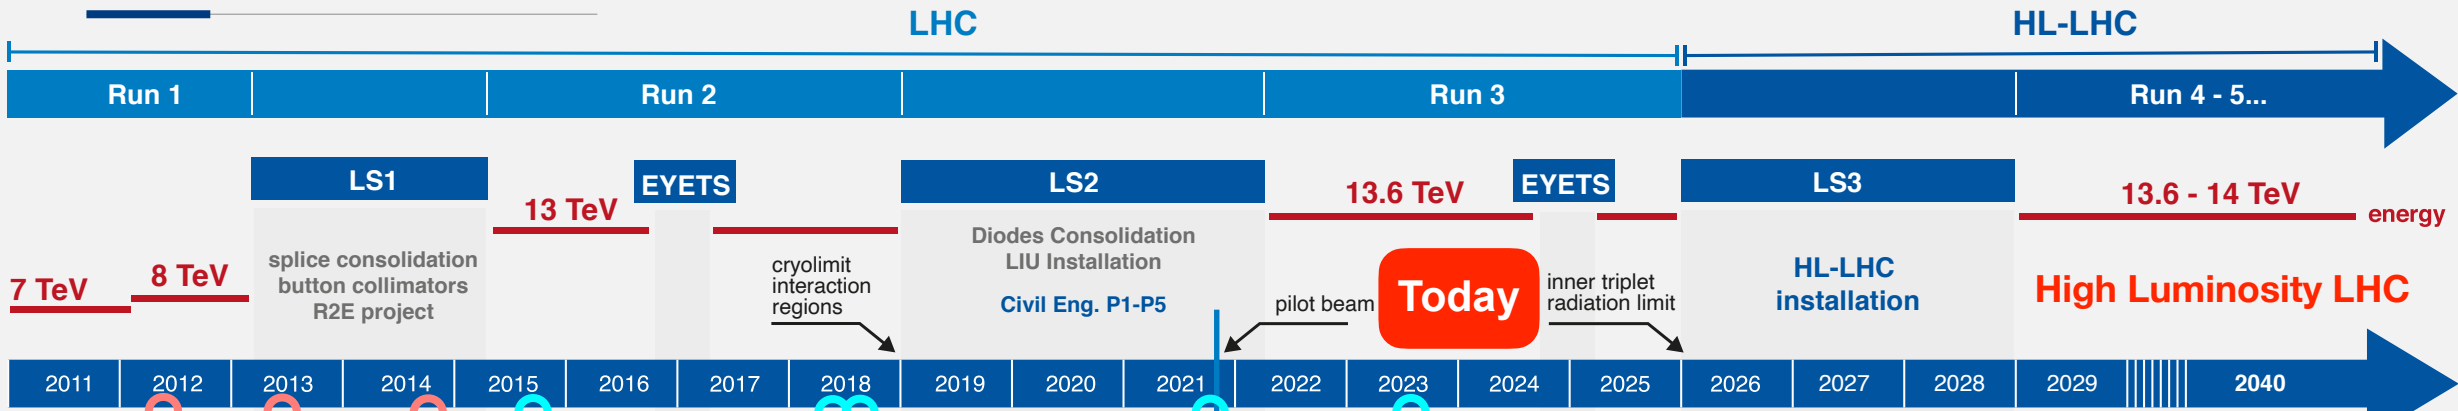 LHC
HL-LHC
Run 1
Run 2
Run 3
Run 4 - 5...
LS1
EYETS
LS2
EYETS
LS3
13 TeV
13.6 TeV
13.6 - 14 TeV
energy
7 TeV
8 TeV
splice consolidation
button collimators
R2E project
cryolimit
interaction
regions
Diodes Consolidation
LIU Installation
Civil Eng. P1-P5
pilot beam
Today
inner triplet
radiation limit
HL-LHC
installation
High Luminosity LHC
2011
2012
2013
2014
2015
2016
2017
2018
2019
2020
2021
2022
2023
2024
2025
2026
2027
2028
2029
2040